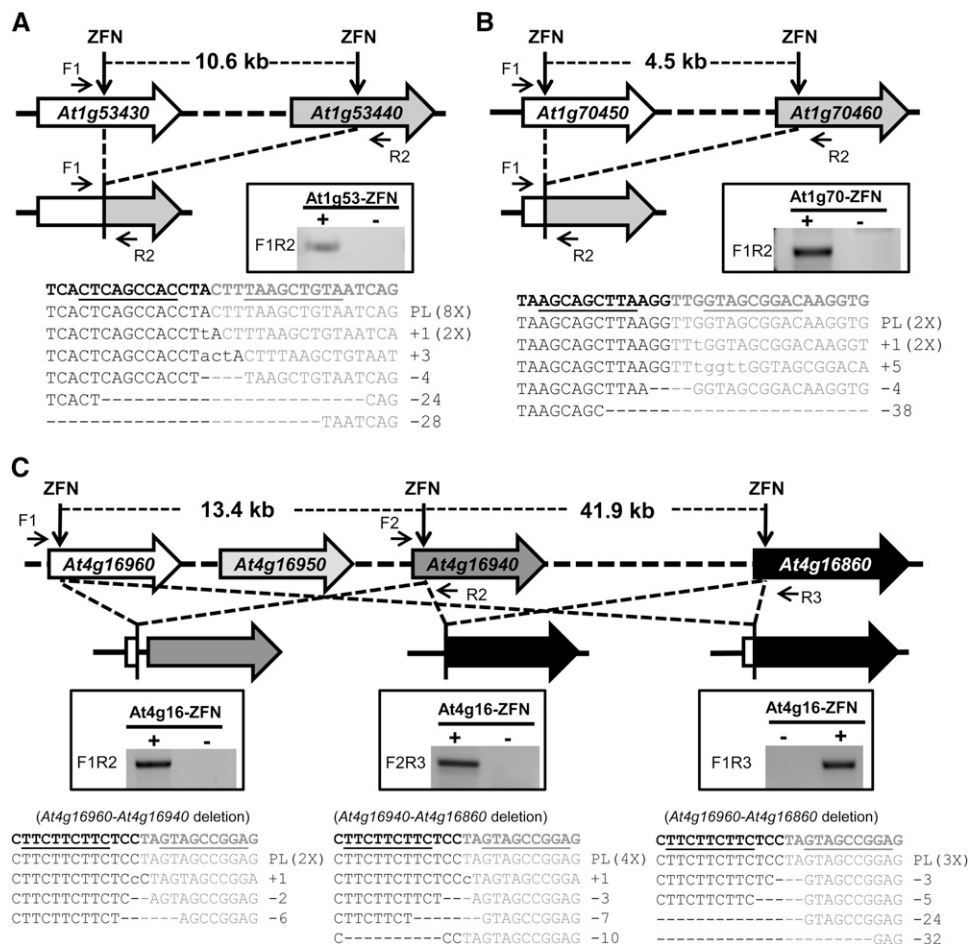 A
ZFN
ZFN
F1
10.6 kb
At1g53430
At1g53440
R2
F1
R2
At1g53-ZFN
+ -
F1R2
TCACTCAGCCACCTACTTTAAGCTGTAATCAG
TCACTCAGCCACCTACTTTAAGCTGTAATCAG PL(8X)
TCACTCAGCCACCTtACTTTAAGCTGTAATCA +1(2X)
TCACTCAGCCACCTactACTTTAAGCTGTAAT +3
TCACTCAGCCACCT----TAAGCTGTAATCAG -4
TCACT------------------------CAG -24
-------------------------TAATCAG -28
B
ZFN
ZFN
F1
4.5 kb
At1g70450
At1g70460
R2
F1
R2
At1g70-ZFN
+ -
F1R2
TAAGCAGCTTAAGGTTGGTAGCGGACAAGGTG
TAAGCAGCTTAAGGTTGGTAGCGGACAAGGTG PL(2X)
TAAGCAGCTTAAGGTTtGGTAGCGGACAAGGT +1(2X)
TAAGCAGCTTAAGGTTtggttGGTAGCGGACA +5
TAAGCAGCTTAA----GGTAGCGGACAAGGTG -4
TAAGCAGC------------------------ -38
C
ZFN
ZFN
ZFN
F1
13.4 kb
F2
41.9 kb
At4g16960
At4g16950
At4g16940
At4g16860
R2
R3
At4g16-ZFN
+ -
F1R2
At4g16-ZFN
+ -
F2R3
At4g16-ZFN
- +
F1R3
(At4g16960-At4g16940 deletion)
CTTCTTCTTCTCCTAGTAGCCGGAG
CTTCTTCTTCTCCTAGTAGCCGGAG PL(2X)
CTTCTTCTTCTCcCTAGTAGCCGGA +1
CTTCTTCTTCTC--AGTAGCCGGAG -2
CTTCTTCTTCT------AGCCGGAG -6
(At4g16940-At4g16860 deletion)
CTTCTTCTTCTCCTAGTAGCCGGAG
CTTCTTCTTCTCCTAGTAGCCGGAG PL(4X)
CTTCTTCTTCTCCcTAGTAGCCGGA +1
CTTCTTCTTCT---AGTAGCCGGAG -3
CTTCTTCT-------GTAGCCGGAG -7
C----------CCTAGTAGCCGGAG -10
(At4g16960-At4g16860 deletion)
CTTCTTCTTCTCCTAGTAGCCGGAG
CTTCTTCTTCTCCTAGTAGCCGGAG PL(3X)
CTTCTTCTTCTC---GTAGCCGGAG -3
CTTCTTCTTC-----GTAGCCGGAG -5
---------------GTAGCCGGAG -24
----------------------GAG -32